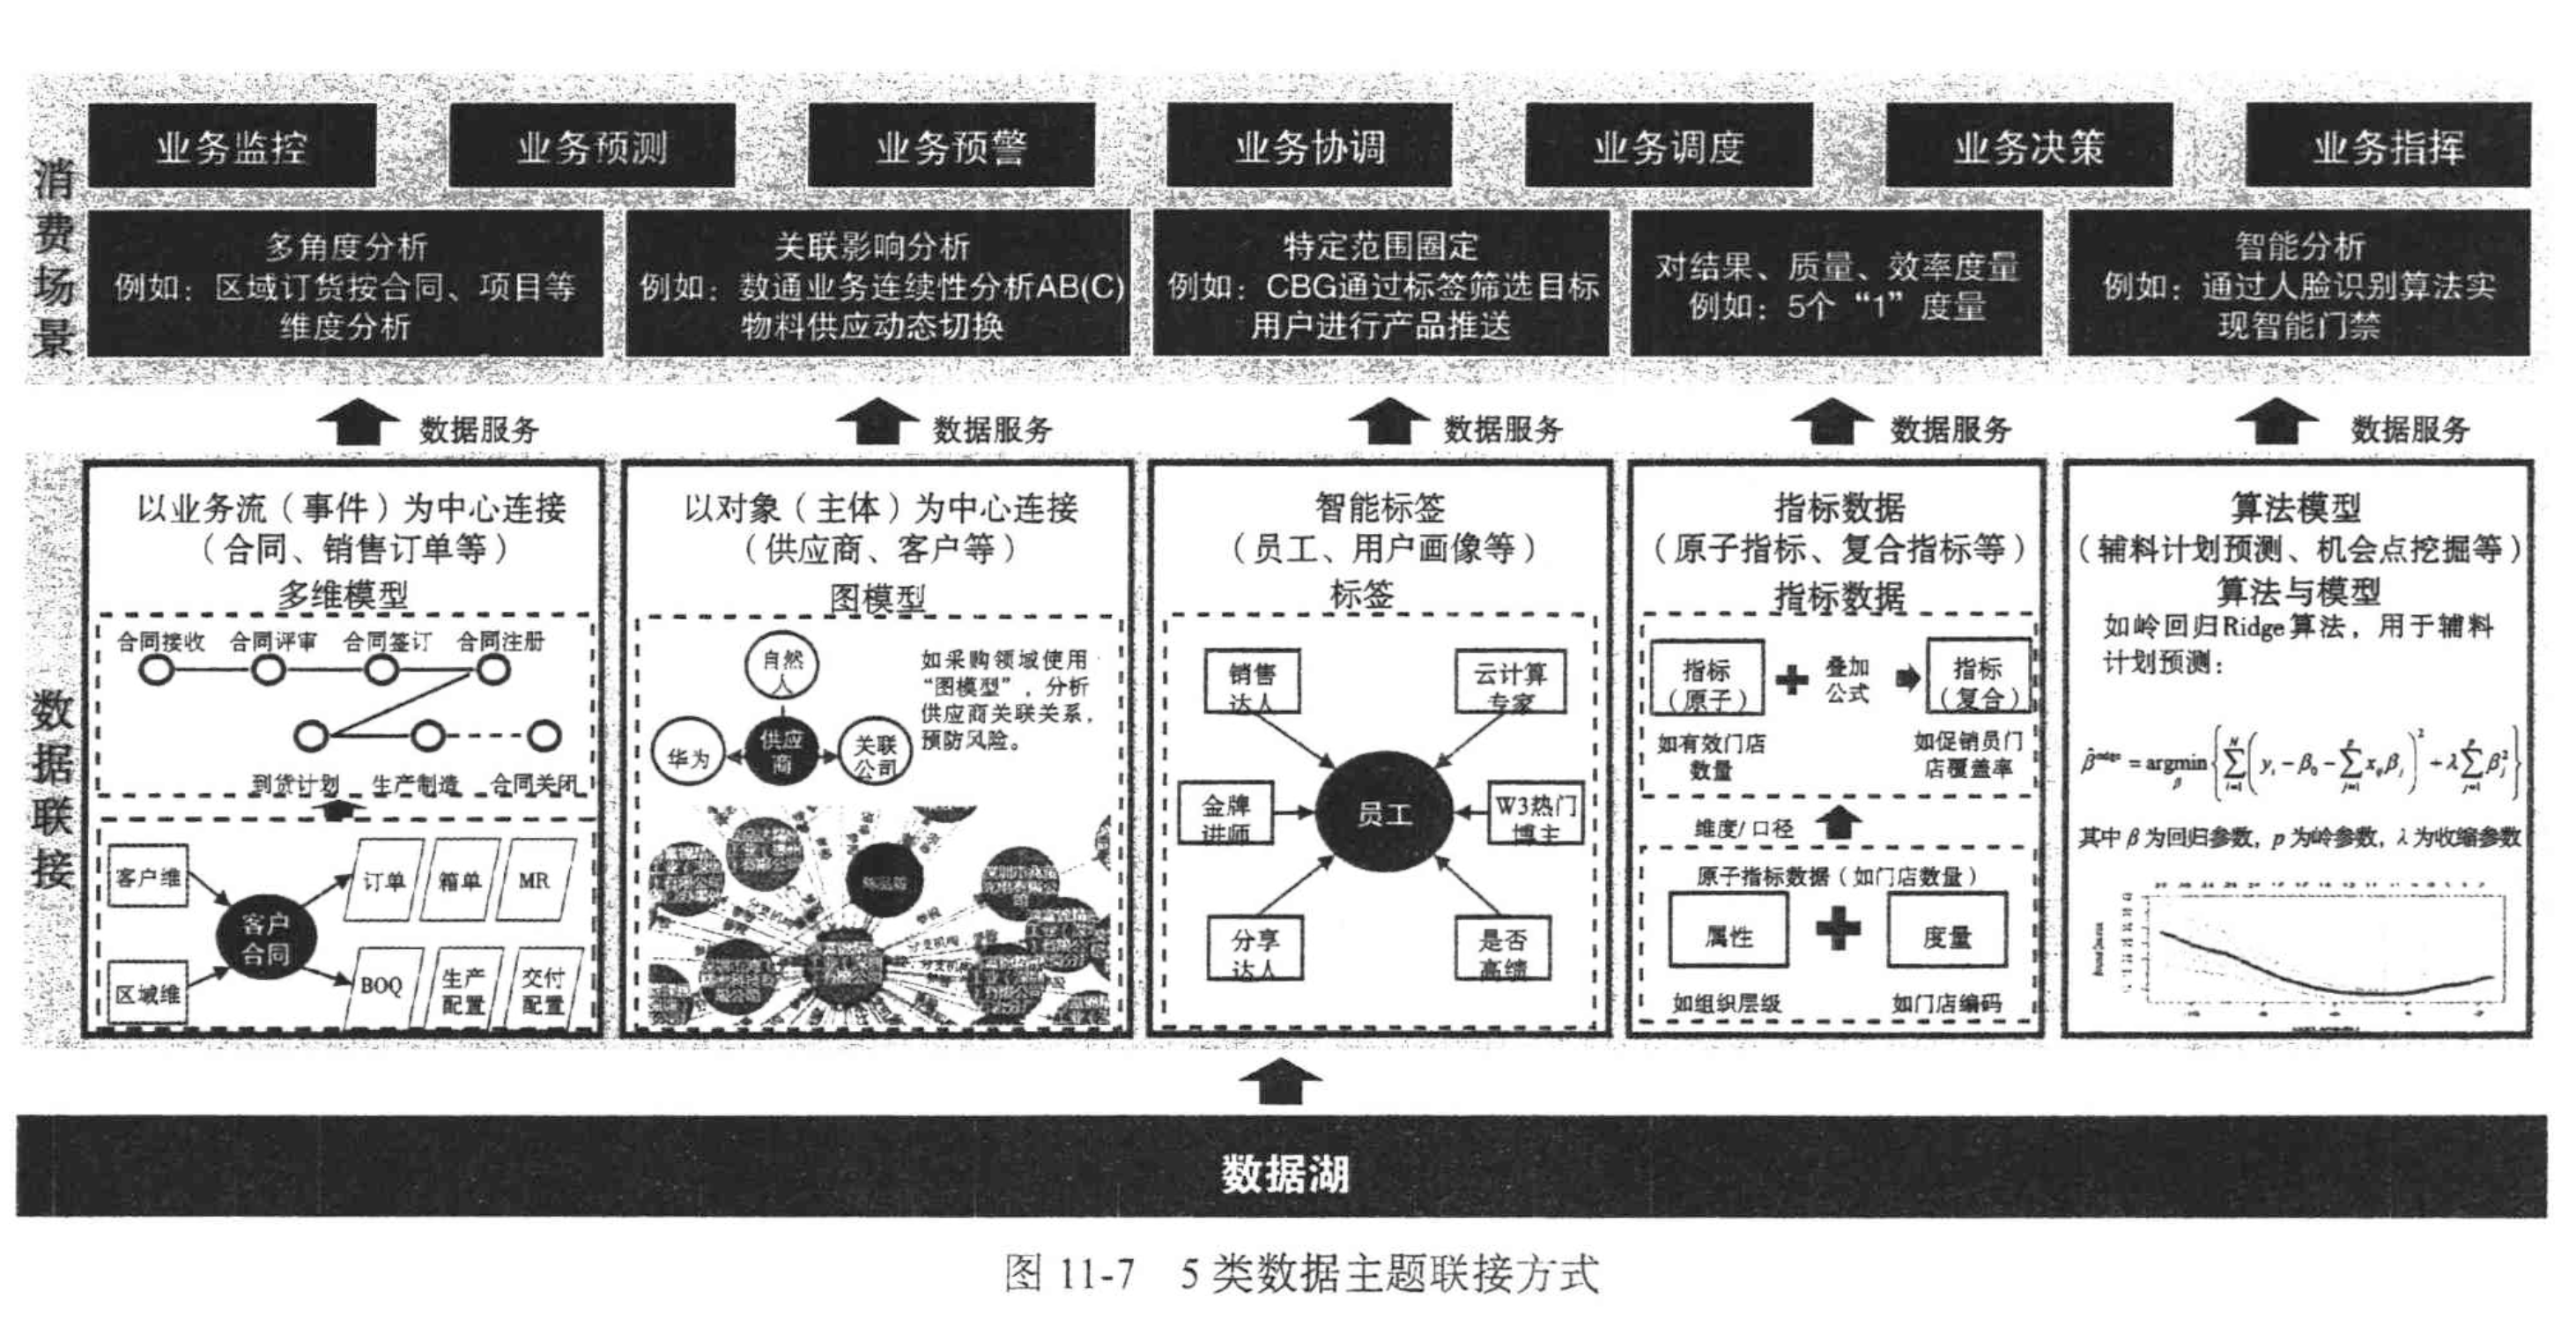 消费场景
业务监控
业务预测
业务预警
业务协调
业务调度
业务决策
业务指挥
多角度分析
例如：区域订货按合同、项目等
维度分析
关联影响分析
例如：数通业务连续性分析AB(C)
物料供应动态切换
特定范围圈定
例如：CBG通过标签筛选目标
用户进行产品推送
对结果、质量、效率度量
例如：5个“1”度量
智能分析
例如：通过人脸识别算法实
现智能门禁
数据服务
数据服务
数据服务
数据服务
数据服务
数据联接
以业务流（事件）为中心连接
（合同、销售订单等）
多维模型
合同接收 合同评审 合同签订 合同注册
到货计划 生产制造 合同关闭
客户维
区域维
客户
合同
订单
箱单
MR
BOQ
生产
配置
交付
配置
以对象（主体）为中心连接
（供应商、客户等）
图模型
自然
人
华为
供应
商
关联
公司
如采购领域使用
“图模型”，分析
供应商关联关系，
预防风险。
分支机构
分支机构
智能标签
（员工、用户画像等）
标签
销售
达人
云计算
专家
金牌
讲师
员工
W3热门
博主
分享
达人
是否
高绩
指标数据
（原子指标、复合指标等）
指标数据
指标
（原子）
叠加
公式
指标
（复合）
如有效门店
数量
如促销员门
店覆盖率
维度/口径
原子指标数据（如门店数量）
属性
度量
如组织层级
如门店编码
算法模型
（辅料计划预测、机会点挖掘等）
算法与模型
如岭回归Ridge算法，用于辅料
计划预测：
β̂ʳⁱᵈᵍᵉ = argmin_β {∑_{i=1}^{N} (y_i − β_0 − ∑_{j=1}^{p} x_{ij}β_j)² + λ∑_{j=1}^{p} β_j²}
其中 β 为回归参数，p 为岭参数，λ 为收缩参数
数据湖
图 11-7 5 类数据主题联接方式